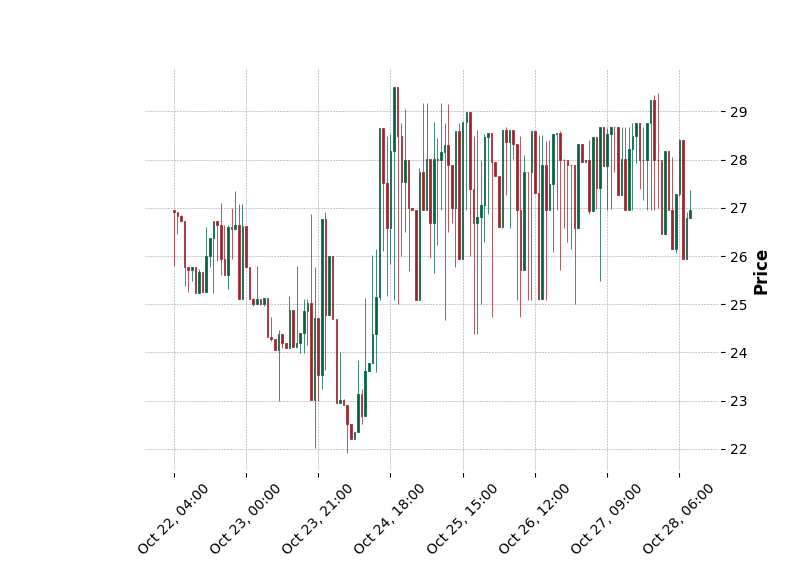 29
28
27
26
25
24
23
22
Price
Oct 22, 04:00
Oct 23, 00:00
Oct 23, 21:00
Oct 24, 18:00
Oct 25, 15:00
Oct 26, 12:00
Oct 27, 09:00
Oct 28, 06:00